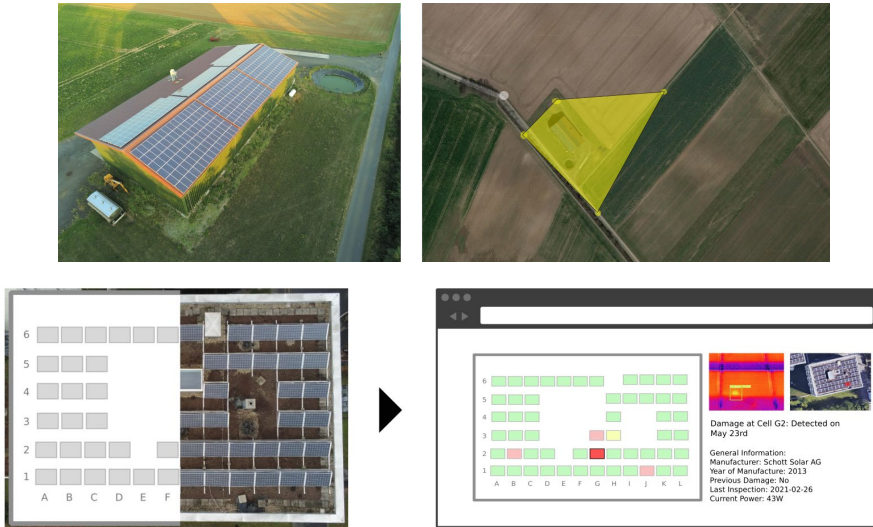 6
5
4
3
2
1
A B C D E F
6
5
4
3
2
1
A B C D E F G H I J K L
Damage at Cell G2: Detected on
May 23rd
General Information:
Manufacturer: Schott Solar AG
Year of Manufacture: 2013
Previous Damage: No
Last Inspection: 2021-02-26
Current Power: 43W